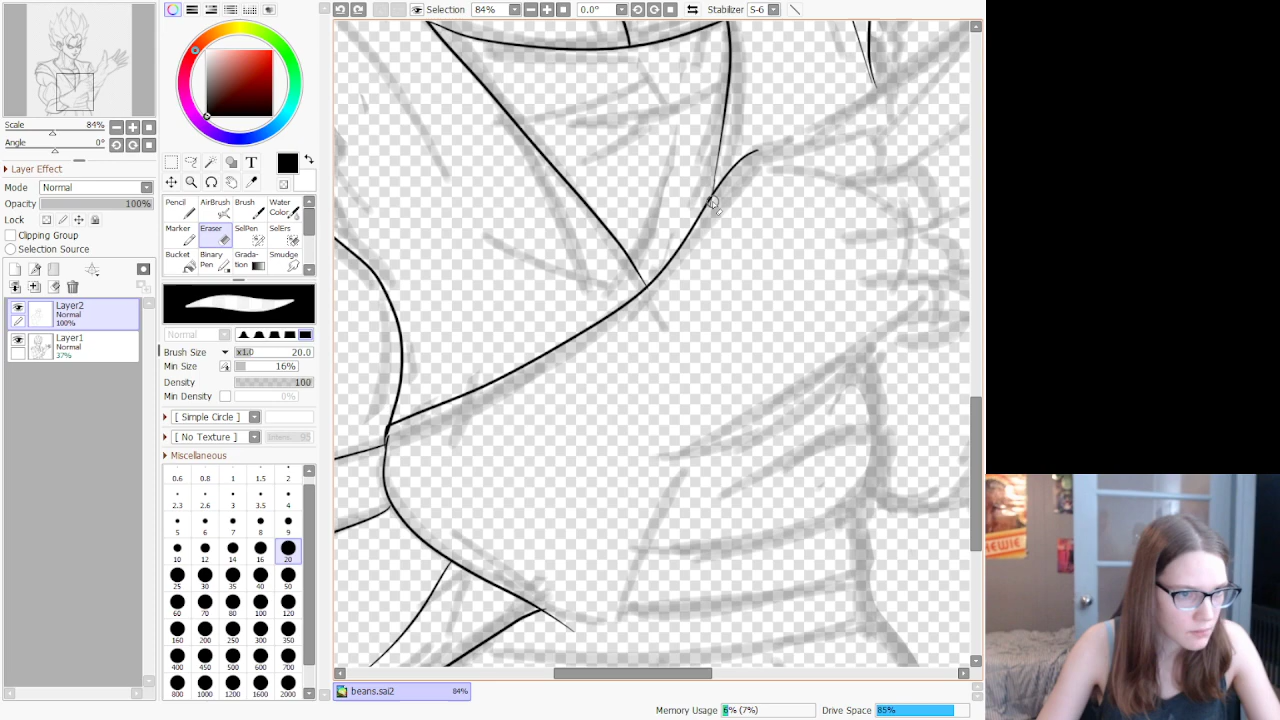 Selection 84% 0.0° Stabilizer S-6
Scale 84%
Angle 0°
Layer Effect
Mode Normal
Opacity 100%
Lock
Clipping Group
Selection Source
Layer2
Normal
100%
Layer1
Normal
37%
T
Pencil AirBrush Brush Water Color
Marker Eraser SelPen SelErs
Bucket Binary Pen Grada-tion Smudge
Normal
Brush Size x1.0 20.0
Min Size 16%
Density 100
Min Density 0%
[ Simple Circle ]
[ No Texture ] 95
Miscellaneous
0.6 0.8 1 1.5 2
2.3 2.6 3 3.5 4
5 6 7 8 9
10 12 14 16 20
25 30 35 40 50
60 70 80 100 120
160 200 250 300 350
400 450 500 600 700
800 1000 1200 1600 2000
beans.sai2 84%
Memory Usage 6% (7%) Drive Space 85%